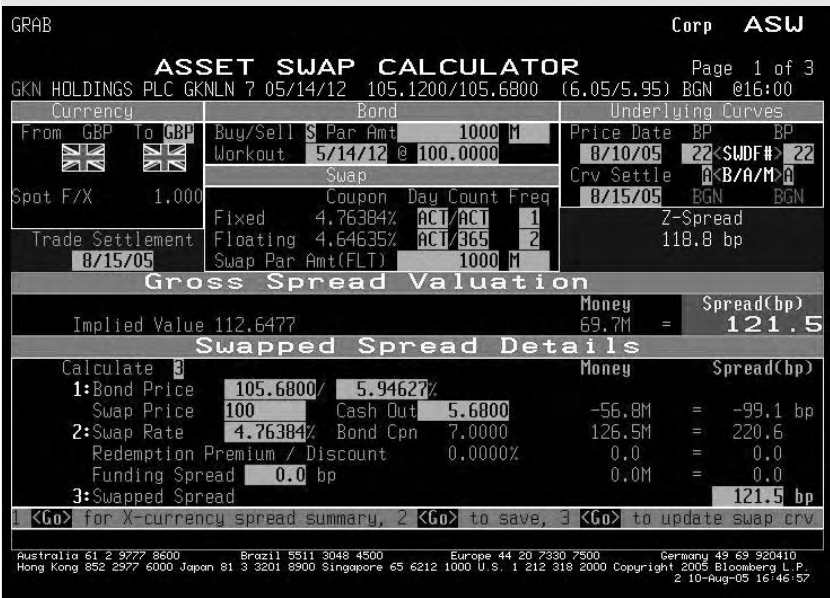 GRAB Corp ASW
ASSET SWAP CALCULATOR Page 1 of 3
GKN HOLDINGS PLC GKNLN 7 05/14/12 105.1200/105.6800 (6.05/5.95) BGN @16:00
Currency Bond Underlying Curves
From GBP To GBP Buy/Sell S Par Amt 1000 M Price Date BP BP
Workout 5/14/12 @ 100.0000 8/10/05 22<SWDF#> 22
Swap Crv Settle A<B/A/M>A
Spot F/X 1.000 Coupon Day Count Freq 8/15/05 BGN BGN
Fixed 4.76384% ACT/ACT 1 Z-Spread
Trade Settlement Floating 4.64635% ACT/365 2 118.8 bp
8/15/05 Swap Par Amt(FLT) 1000 M
Gross Spread Valuation
Money Spread(bp)
Implied Value 112.6477 69.7M = 121.5
Swapped Spread Details
Calculate 3 Money Spread(bp)
1:Bond Price 105.6800/ 5.94627%
Swap Price 100 Cash Out 5.6800 -56.8M = -99.1 bp
2:Swap Rate 4.76384% Bond Cpn 7.0000 126.5M = 220.6
Redemption Premium / Discount 0.0000% 0.0 = 0.0
Funding Spread 0.0 bp 0.0M = 0.0
3:Swapped Spread 121.5 bp
1 <Go> for X-currency spread summary, 2 <Go> to save, 3 <Go> to update swap crv
Australia 61 2 9777 8600 Brazil 5511 3048 4500 Europe 44 20 7330 7500 Germany 49 69 920410
Hong Kong 852 2977 6000 Japan 81 3 3201 8900 Singapore 65 6212 1000 U.S. 1 212 318 2000 Copyright 2005 Bloomberg L.P.
2 10-Aug-05 16:46:57